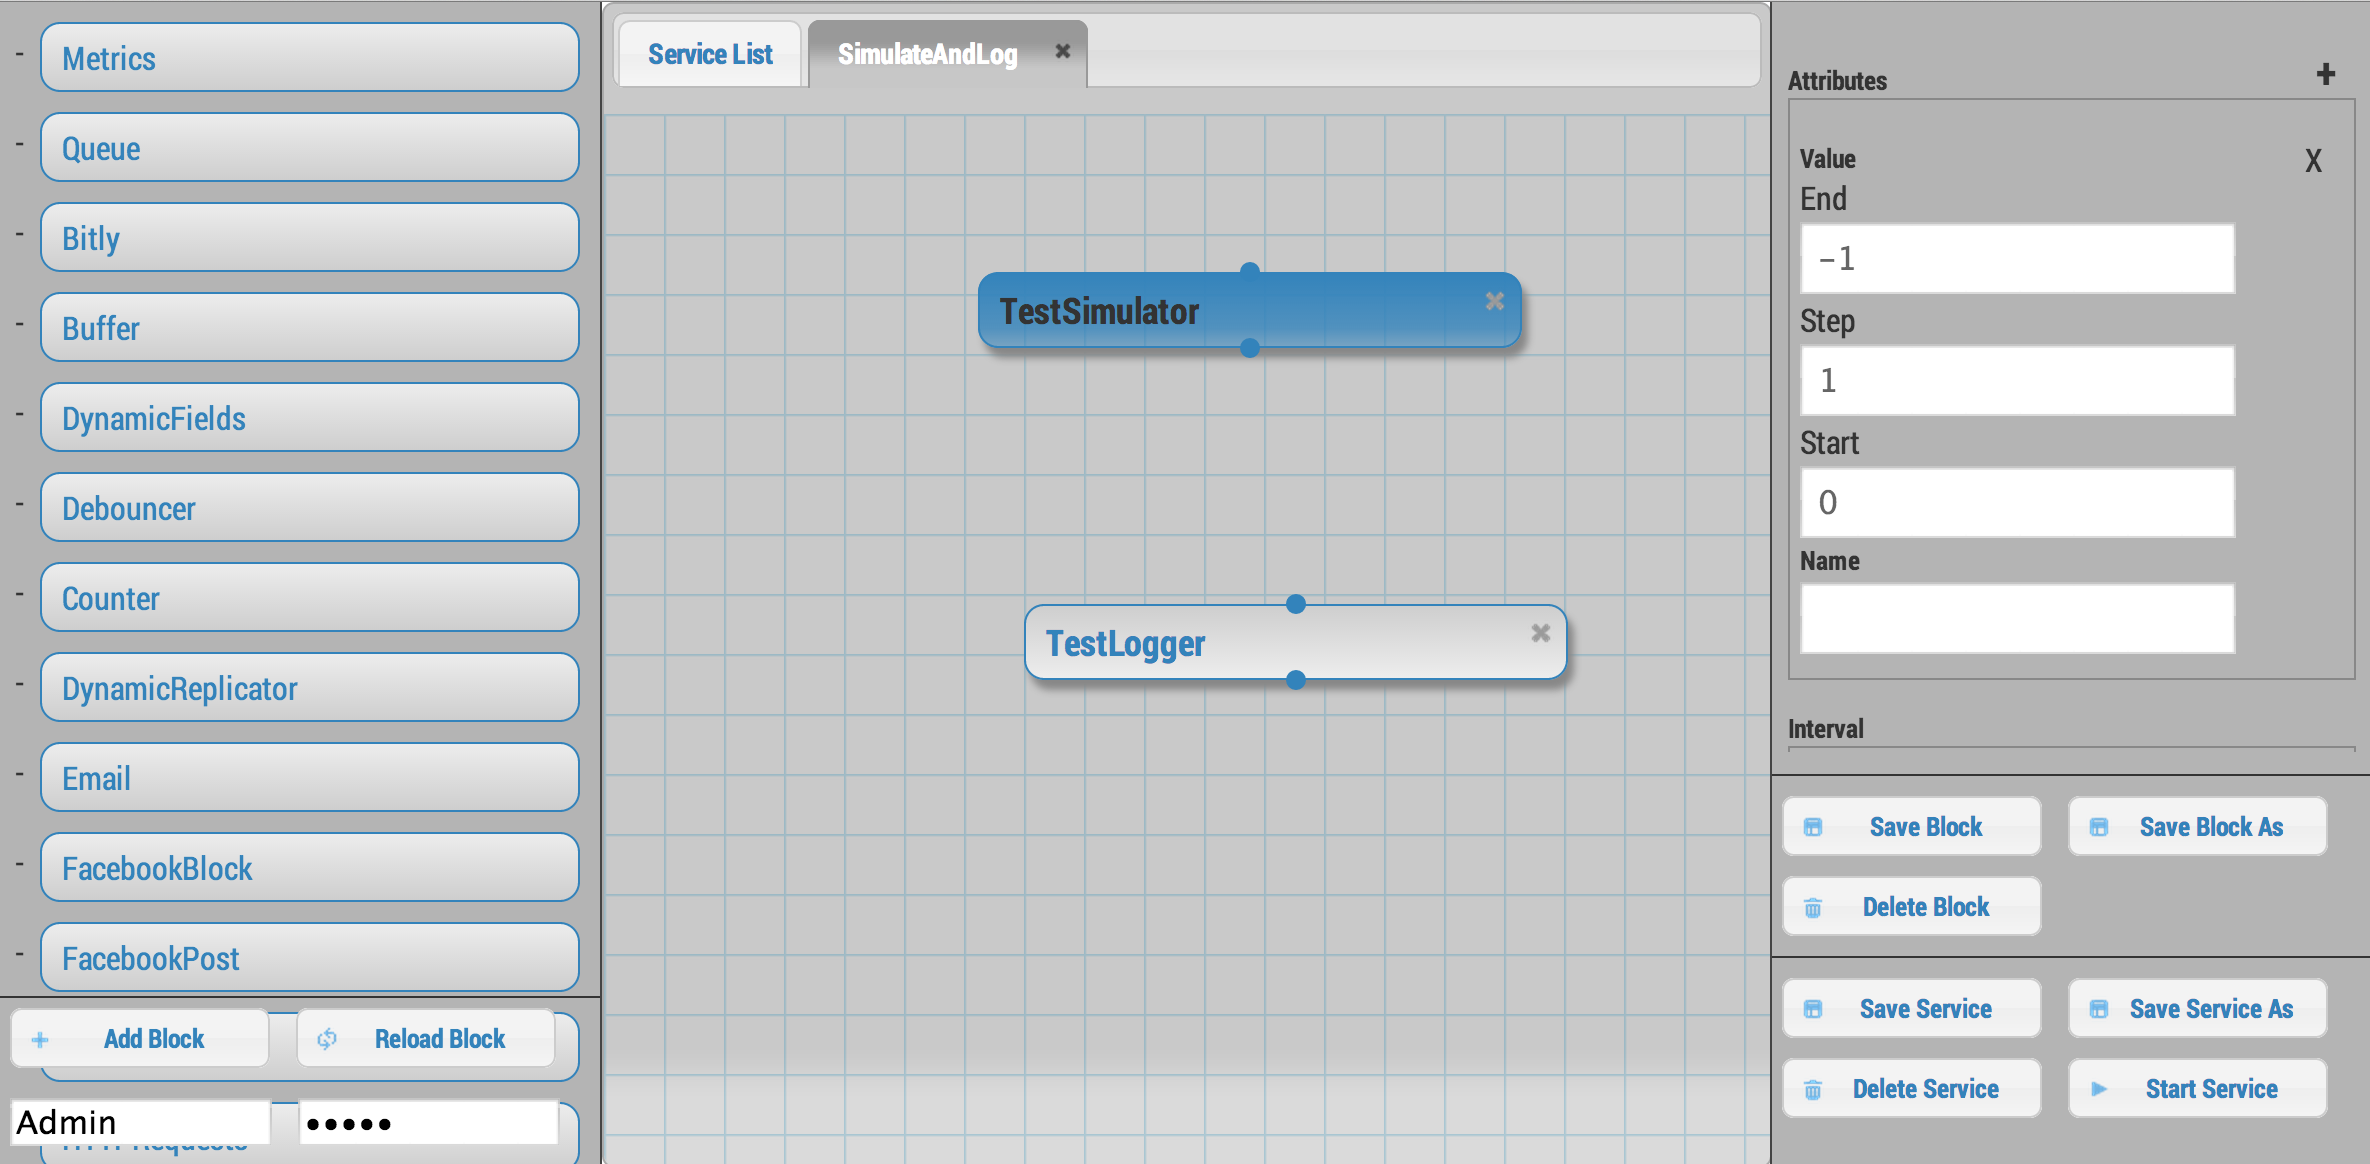 - Metrics
- Queue
- Bitly
- Buffer
- DynamicFields
- Debouncer
- Counter
- DynamicReplicator
- Email
- FacebookBlock
- FacebookPost
Add Block
Reload Block
Admin
•••••
Requests
Service List
SimulateAndLog
TestSimulator
TestLogger
Attributes +
Value X
End
-1
Step
1
Start
0
Name
Interval
Save Block
Save Block As
Delete Block
Save Service
Save Service As
Delete Service
Start Service